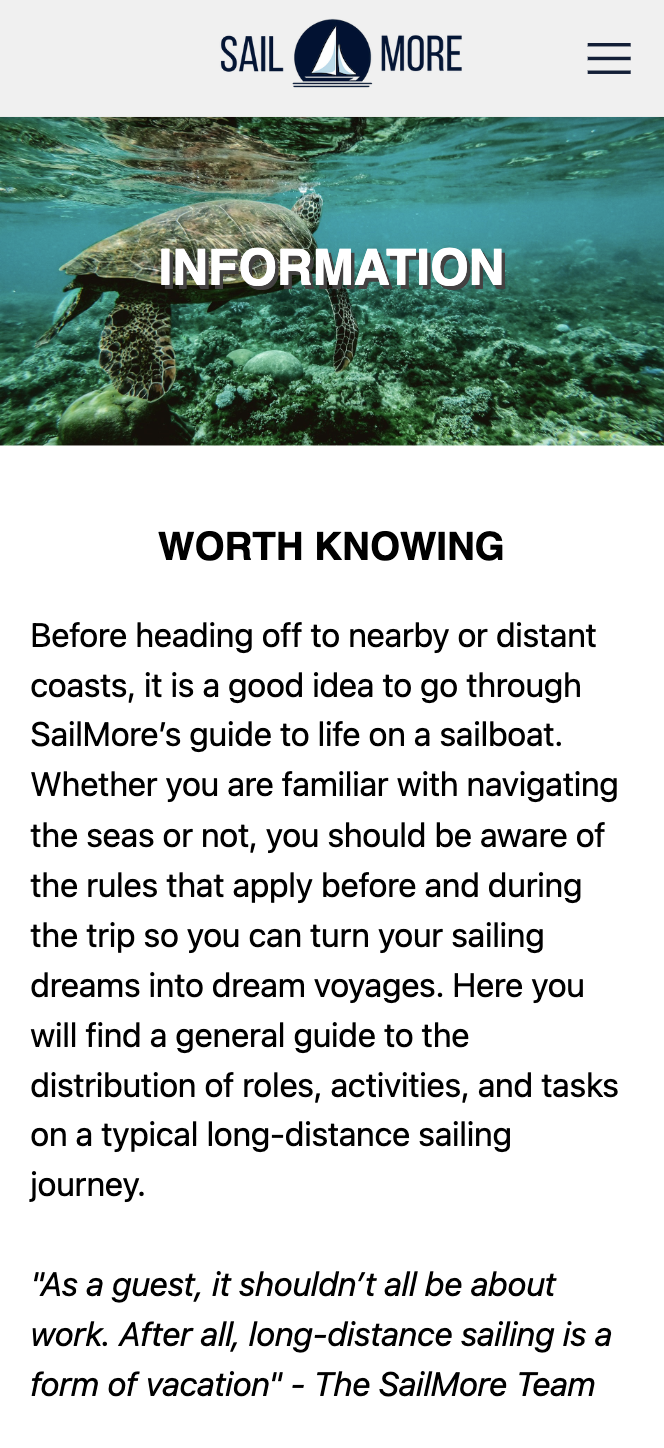 SAIL MORE
INFORMATION
WORTH KNOWING
Before heading off to nearby or distant
coasts, it is a good idea to go through
SailMore’s guide to life on a sailboat.
Whether you are familiar with navigating
the seas or not, you should be aware of
the rules that apply before and during
the trip so you can turn your sailing
dreams into dream voyages. Here you
will find a general guide to the
distribution of roles, activities, and tasks
on a typical long-distance sailing
journey.
"As a guest, it shouldn’t all be about
work. After all, long-distance sailing is a
form of vacation" - The SailMore Team